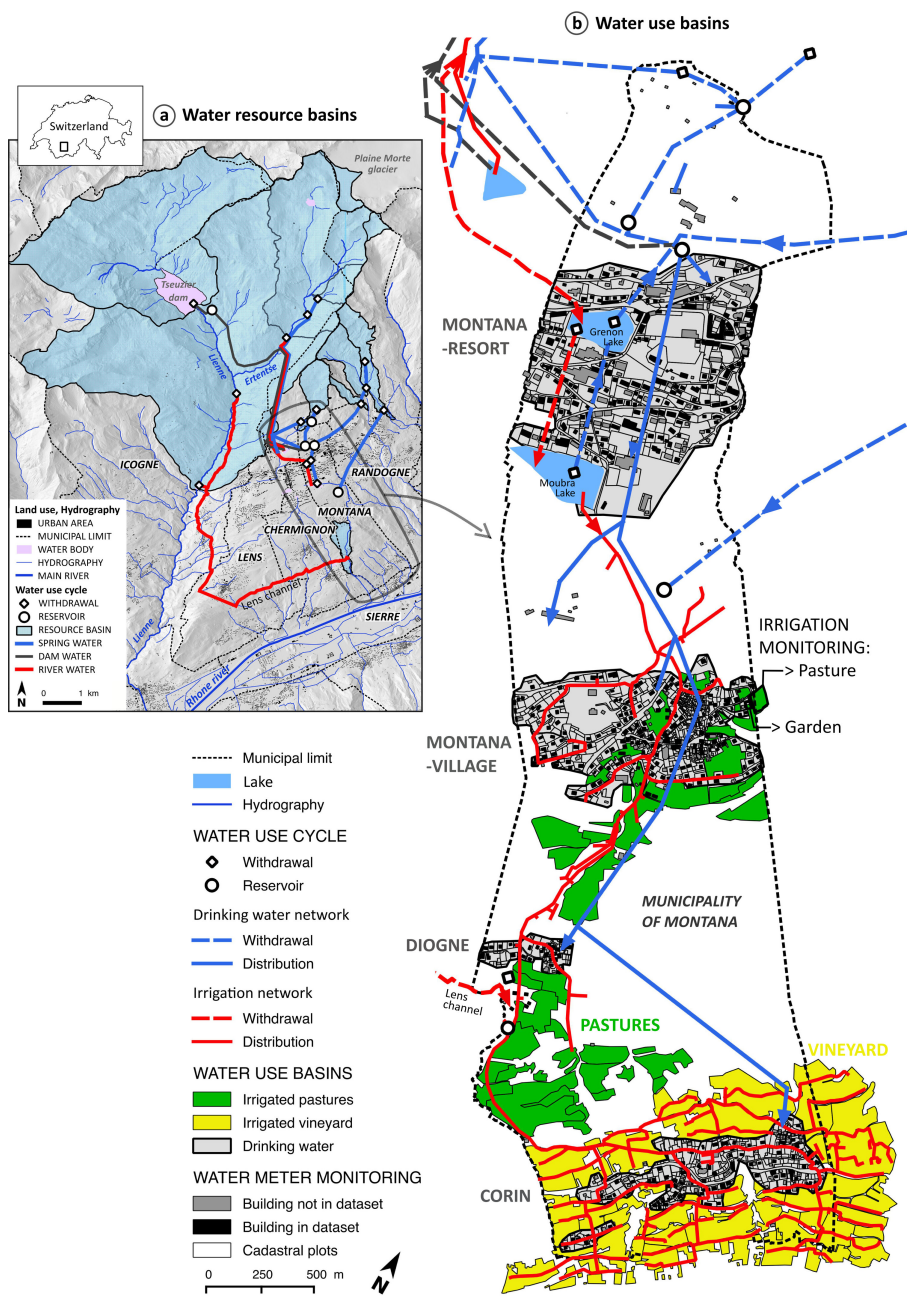 b Water use basins
Switzerland
a Water resource basins
Plaine Morte
glacier
Tseuzier
dam
Lienne
Ertentse
ICOGNE
RANDOGNE
MONTANA
CHERMIGNON
LENS
Lens channel
SIERRE
Lienne
Rhone river
Land use, Hydrography
URBAN AREA
MUNICIPAL LIMIT
WATER BODY
HYDROGRAPHY
MAIN RIVER
Water use cycle
WITHDRAWAL
RESERVOIR
RESOURCE BASIN
SPRING WATER
DAM WATER
RIVER WATER
N
0 1 km
MONTANA
-RESORT
Grenon
Lake
Moubra
Lake
IRRIGATION
MONITORING:
-> Pasture
-> Garden
MONTANA
-VILLAGE
MUNICIPALITY
OF MONTANA
DIOGNE
Lens
channel
PASTURES
VINEYARD
CORIN
Municipal limit
Lake
Hydrography
WATER USE CYCLE
Withdrawal
Reservoir
Drinking water network
Withdrawal
Distribution
Irrigation network
Withdrawal
Distribution
WATER USE BASINS
Irrigated pastures
Irrigated vineyard
Drinking water
WATER METER MONITORING
Building not in dataset
Building in dataset
Cadastral plots
0 250 500 m
N